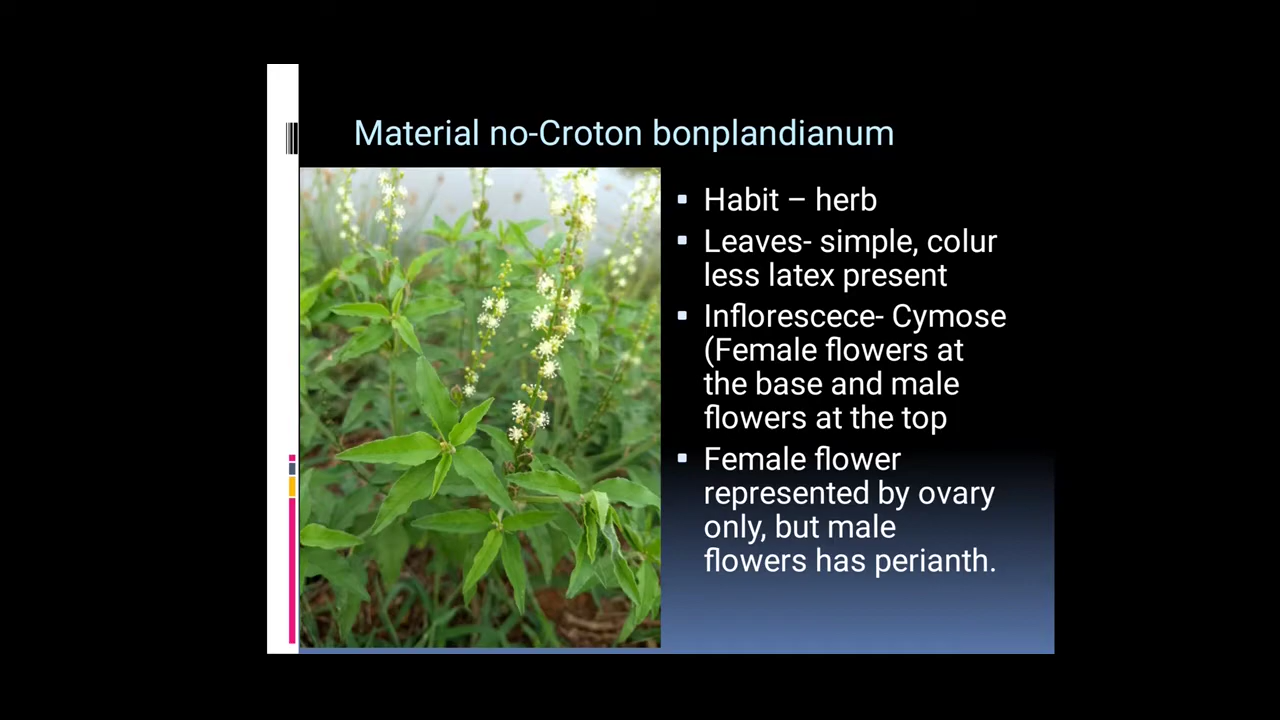 Material no-Croton bonplandianum
Habit – herb
Leaves- simple, colur
less latex present
Inflorescece- Cymose
(Female flowers at
the base and male
flowers at the top
Female flower
represented by ovary
only, but male
flowers has perianth.